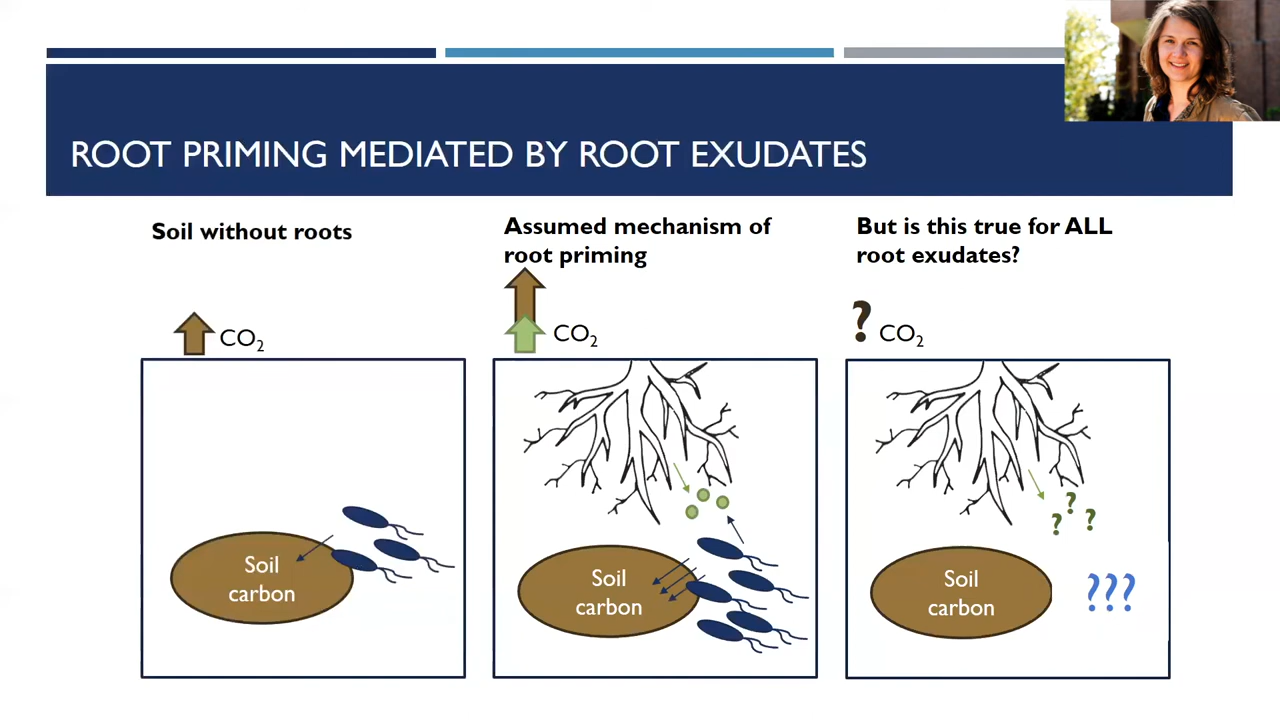 ROOT PRIMING MEDIATED BY ROOT EXUDATES
Soil without roots
CO₂
Soil
carbon
Assumed mechanism of
root priming
CO₂
Soil
carbon
But is this true for ALL
root exudates?
? CO₂
? ? ?
Soil
carbon
???